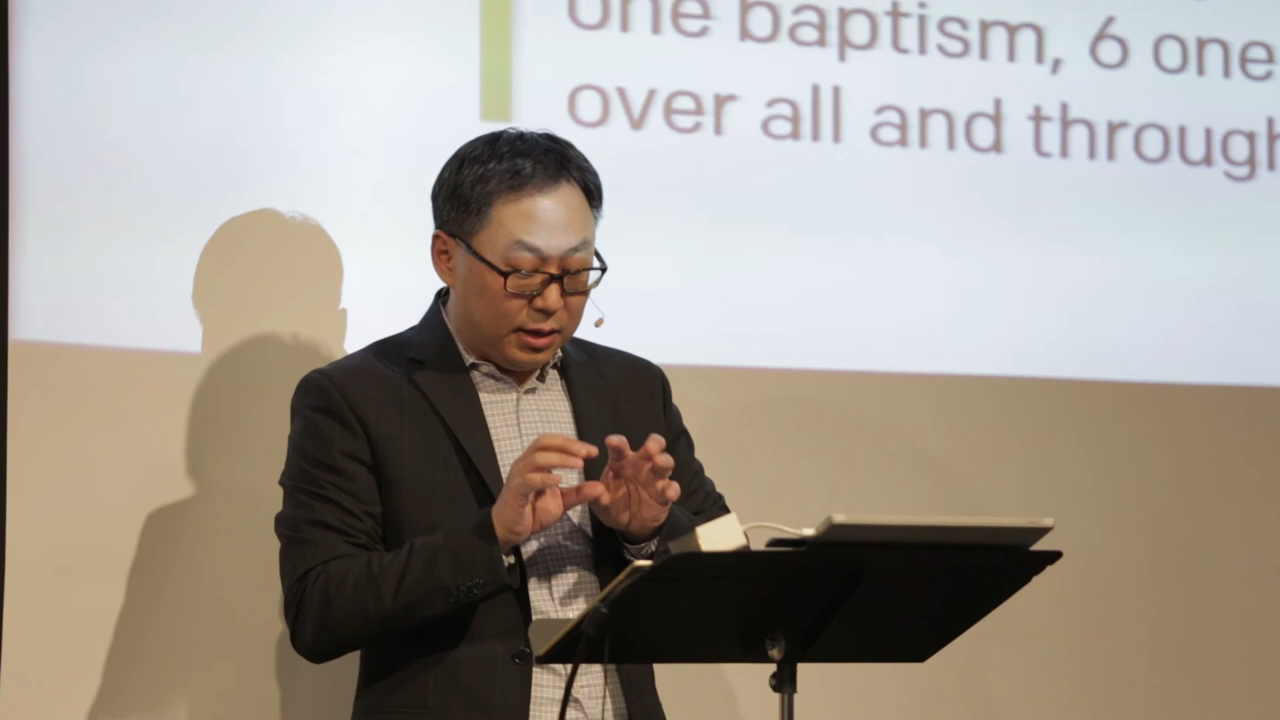 one baptism, 6 one
over all and through